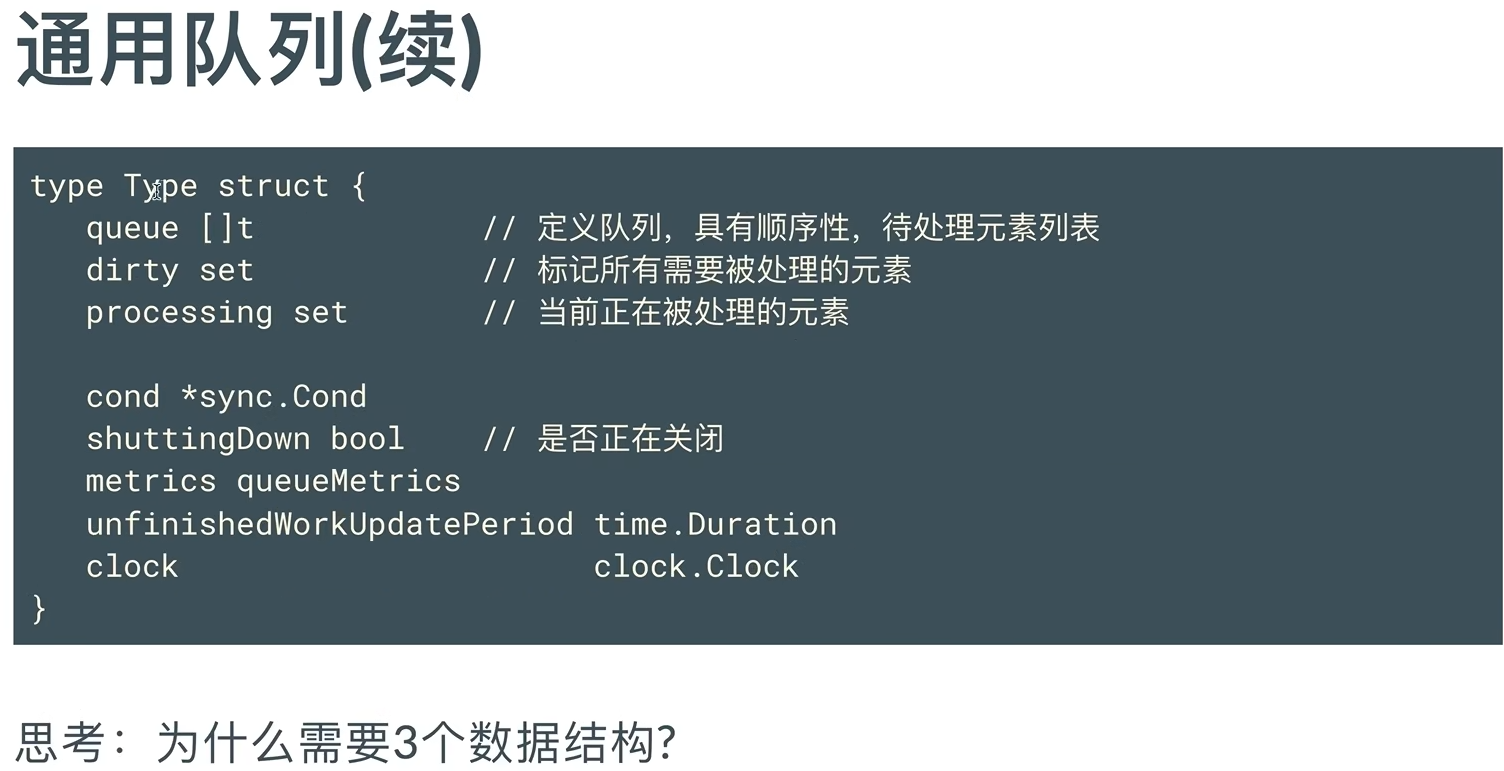 通用队列(续)
type Type struct {
queue []t // 定义队列，具有顺序性，待处理元素列表
dirty set // 标记所有需要被处理的元素
processing set // 当前正在被处理的元素
cond *sync.Cond
shuttingDown bool // 是否正在关闭
metrics queueMetrics
unfinishedWorkUpdatePeriod time.Duration
clock clock.Clock
}
思考：为什么需要3个数据结构？